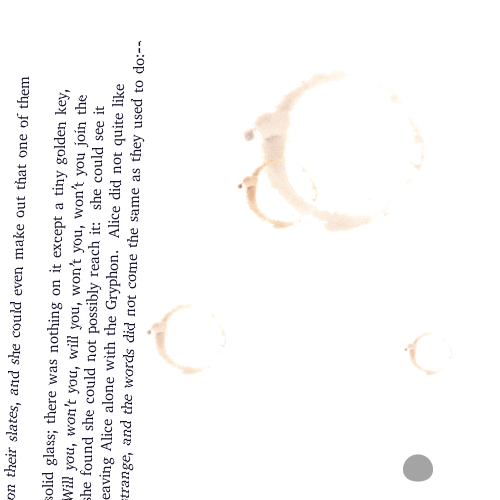 on their slates, and she could even make out that one of them
solid glass; there was nothing on it except a tiny golden key,
Will you, won't you, will you, won't you, won't you join the
she found she could not possibly reach it:  she could see it
eaving Alice alone with the Gryphon.  Alice did not quite like
trange, and the words did not come the same as they used to do:--